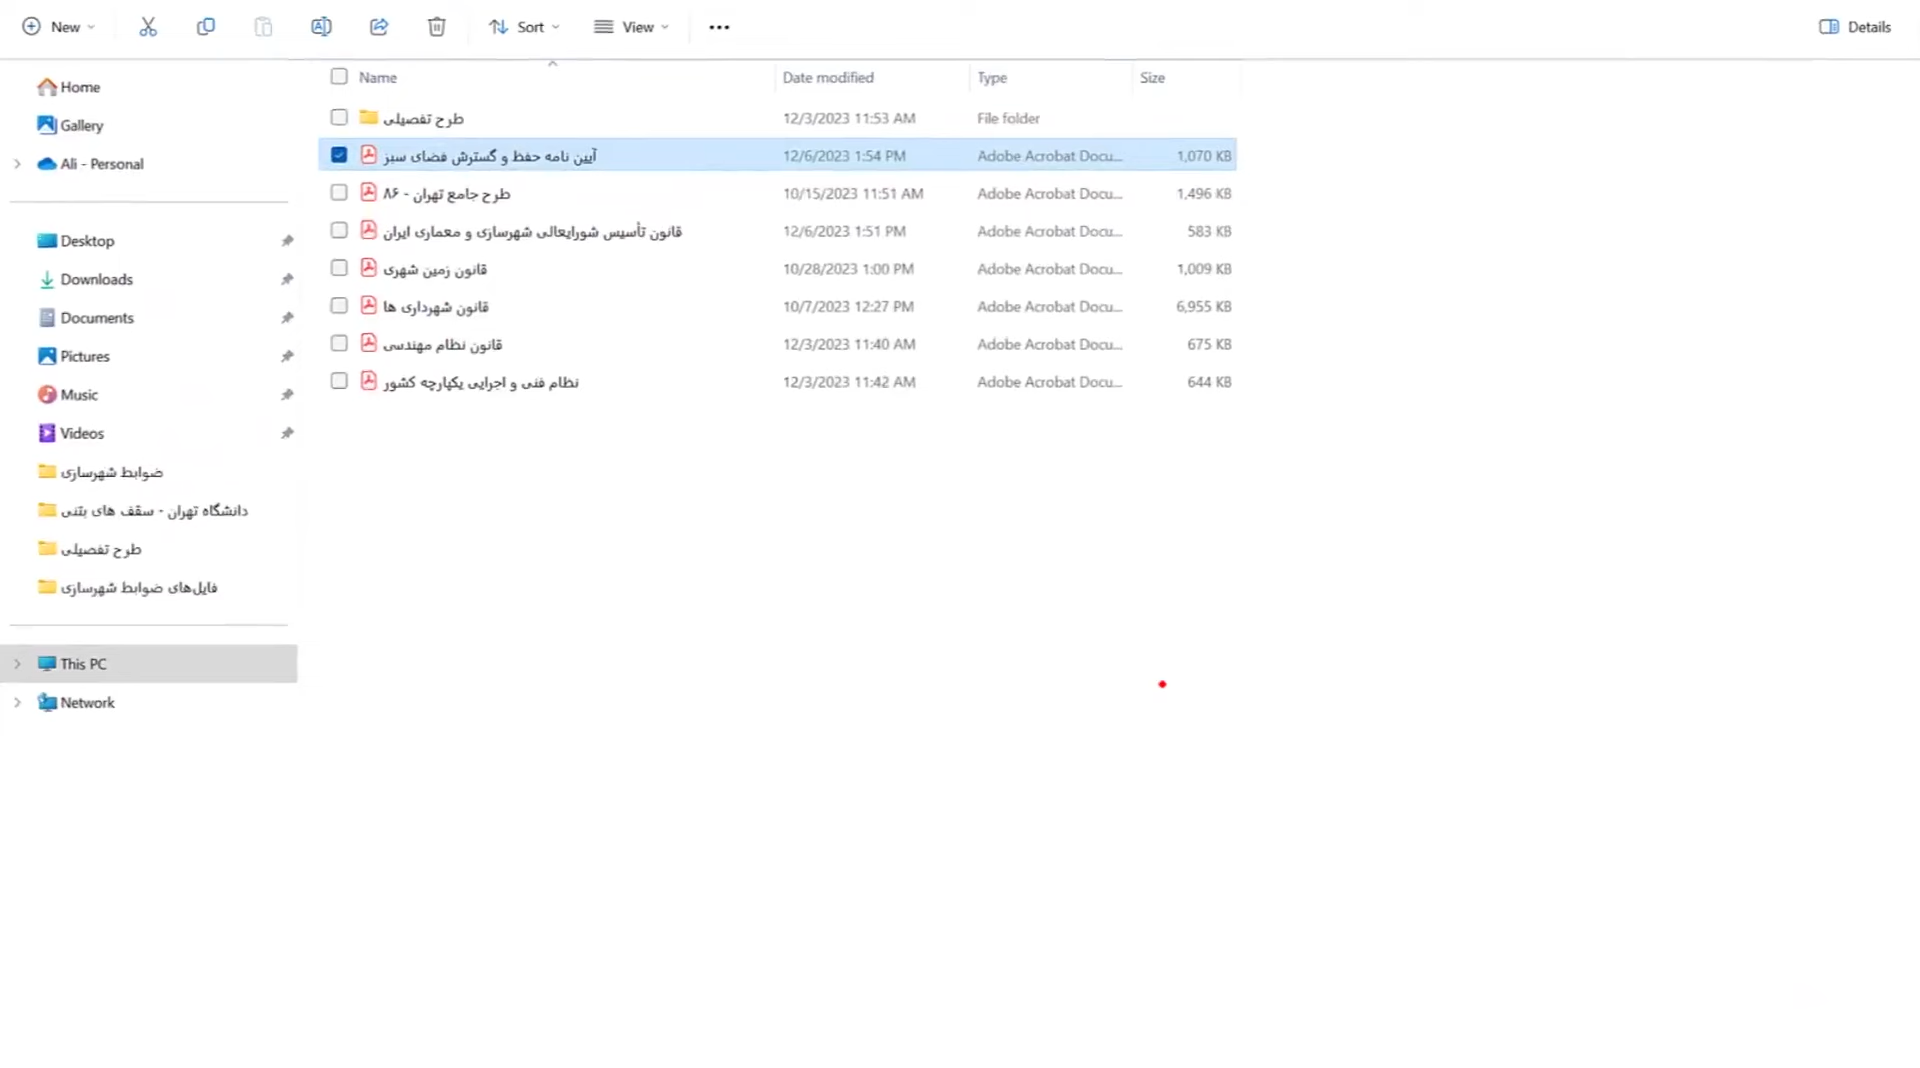 New
Sort
View
Details
Home
Gallery
Ali - Personal
Desktop
Downloads
Documents
Pictures
Music
Videos
ضوابط شهرسازی
دانشگاه تهران - سقف های بتنی
طرح تفصیلی
فایل‌های ضوابط شهرسازی
This PC
Network
Name Date modified Type Size
طرح تفصیلی 12/3/2023 11:53 AM File folder
آیین نامه حفظ و گسترش فضای سبز 12/6/2023 1:54 PM Adobe Acrobat Docu... 1,070 KB
طرح جامع تهران - ۸۶ 10/15/2023 11:51 AM Adobe Acrobat Docu... 1,496 KB
قانون تأسیس شورایعالی شهرسازی و معماری ایران 12/6/2023 1:51 PM Adobe Acrobat Docu... 583 KB
قانون زمین شهری 10/28/2023 1:00 PM Adobe Acrobat Docu... 1,009 KB
قانون شهرداری ها 10/7/2023 12:27 PM Adobe Acrobat Docu... 6,955 KB
قانون نظام مهندسی 12/3/2023 11:40 AM Adobe Acrobat Docu... 675 KB
نظام فنی و اجرایی یکپارچه کشور 12/3/2023 11:42 AM Adobe Acrobat Docu... 644 KB